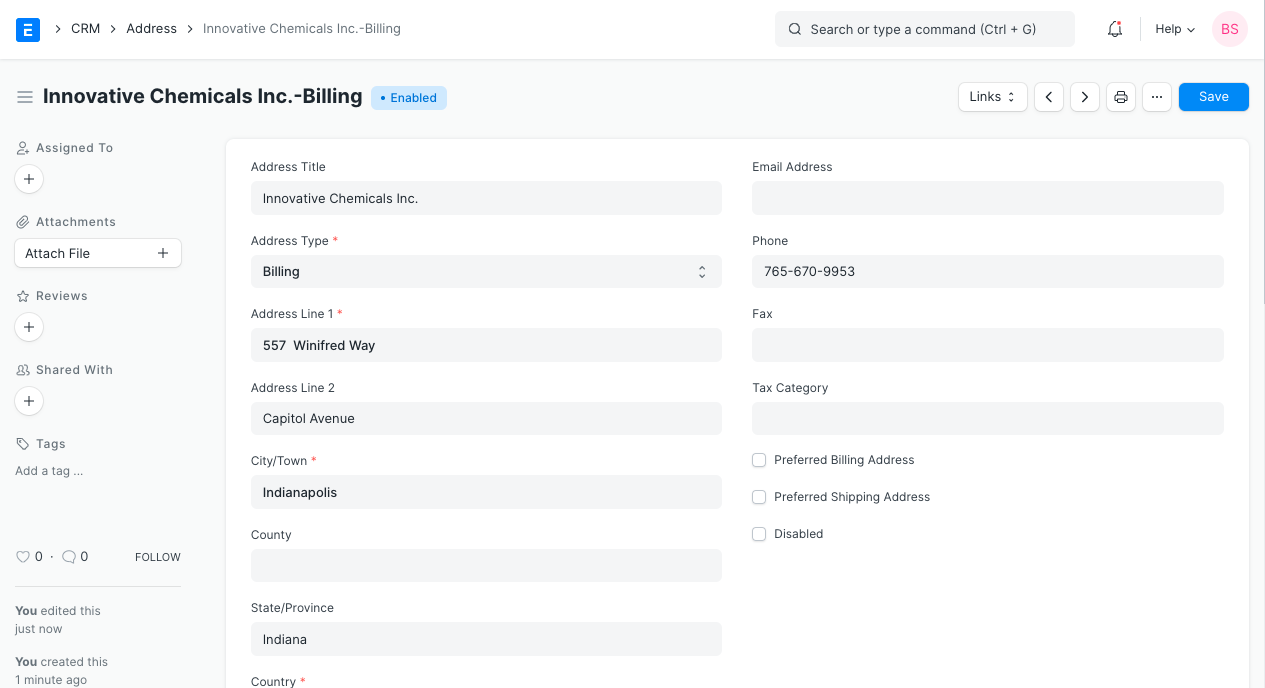 E CRM Address Innovative Chemicals Inc.-Billing Search or type a command (Ctrl + G) Help BS
Innovative Chemicals Inc.-Billing • Enabled Links ... Save
Assigned To
Attachments
Attach File
Reviews
Shared With
Tags
Add a tag ...
0 · 0 FOLLOW
You edited this
just now
You created this
1 minute ago
Address Title
Innovative Chemicals Inc.
Address Type *
Billing
Address Line 1 *
557  Winifred Way
Address Line 2
Capitol Avenue
City/Town *
Indianapolis
County
State/Province
Indiana
Country *
Email Address
Phone
765-670-9953
Fax
Tax Category
Preferred Billing Address
Preferred Shipping Address
Disabled